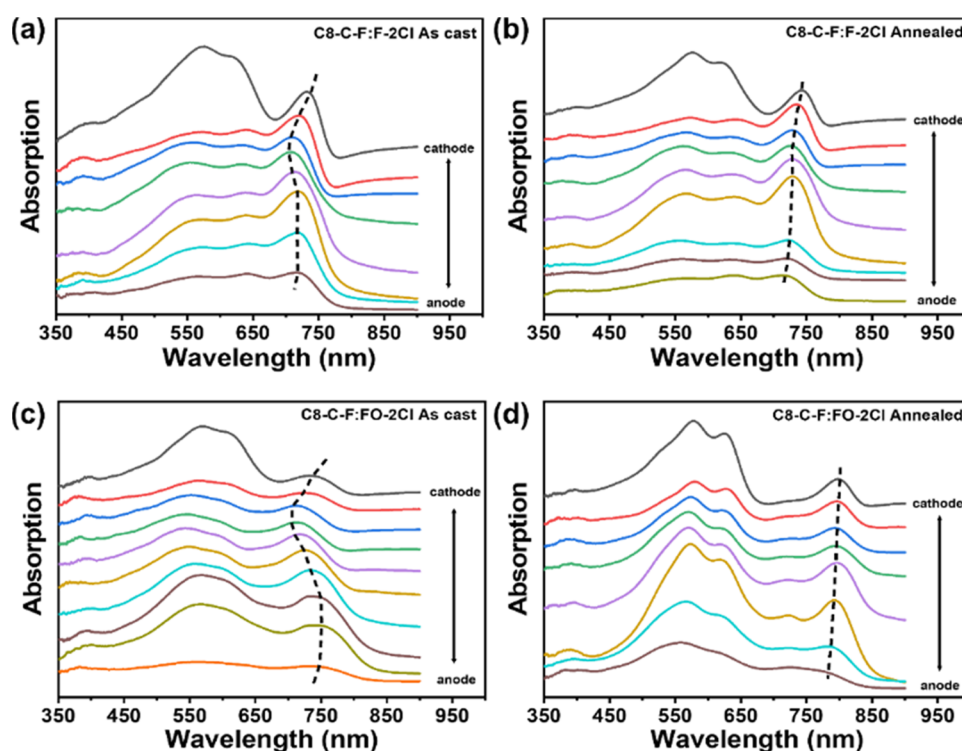 (a)
C8-C-F:F-2Cl As cast
Absorption
cathode
anode
350 450 550 650 750 850 950
Wavelength (nm)
(b)
C8-C-F:F-2Cl Annealed
Absorption
cathode
anode
350 450 550 650 750 850 950
Wavelength (nm)
(c)
C8-C-F:FO-2Cl As cast
Absorption
cathode
anode
350 450 550 650 750 850 950
Wavelength (nm)
(d)
C8-C-F:FO-2Cl Annealed
Absorption
cathode
anode
350 450 550 650 750 850 950
Wavelength (nm)